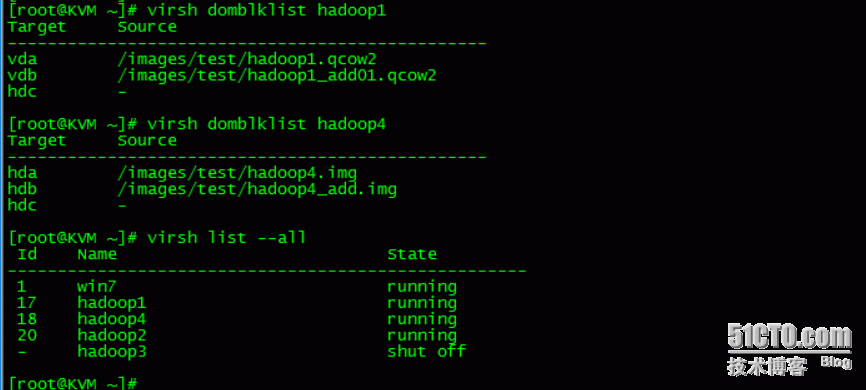 [root@KVM ~]# virsh domblklist hadoop1
Target     Source
------------------------------------------------
vda        /images/test/hadoop1.qcow2
vdb        /images/test/hadoop1_add01.qcow2
hdc        -
[root@KVM ~]# virsh domblklist hadoop4
Target     Source
------------------------------------------------
hda        /images/test/hadoop4.img
hdb        /images/test/hadoop4_add.img
hdc        -
[root@KVM ~]# virsh list --all
 Id    Name                           State
----------------------------------------------------
 1     win7                           running
 17    hadoop1                        running
 18    hadoop4                        running
 20    hadoop2                        running
 -     hadoop3                        shut off
[root@KVM ~]#
51CTO.com
技术博客 Blog